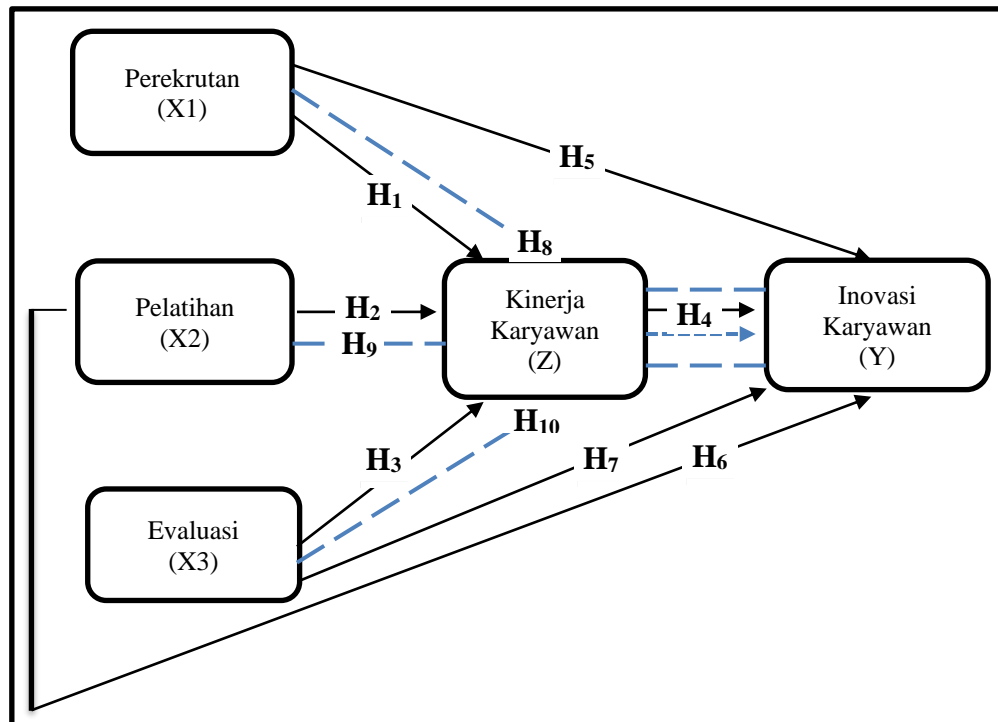 Perekrutan
(X1)
H5
H1
H8
Pelatihan
(X2)
H2
H9
Kinerja
Karyawan
(Z)
H4
Inovasi
Karyawan
(Y)
H10
H3
H7
H6
Evaluasi
(X3)